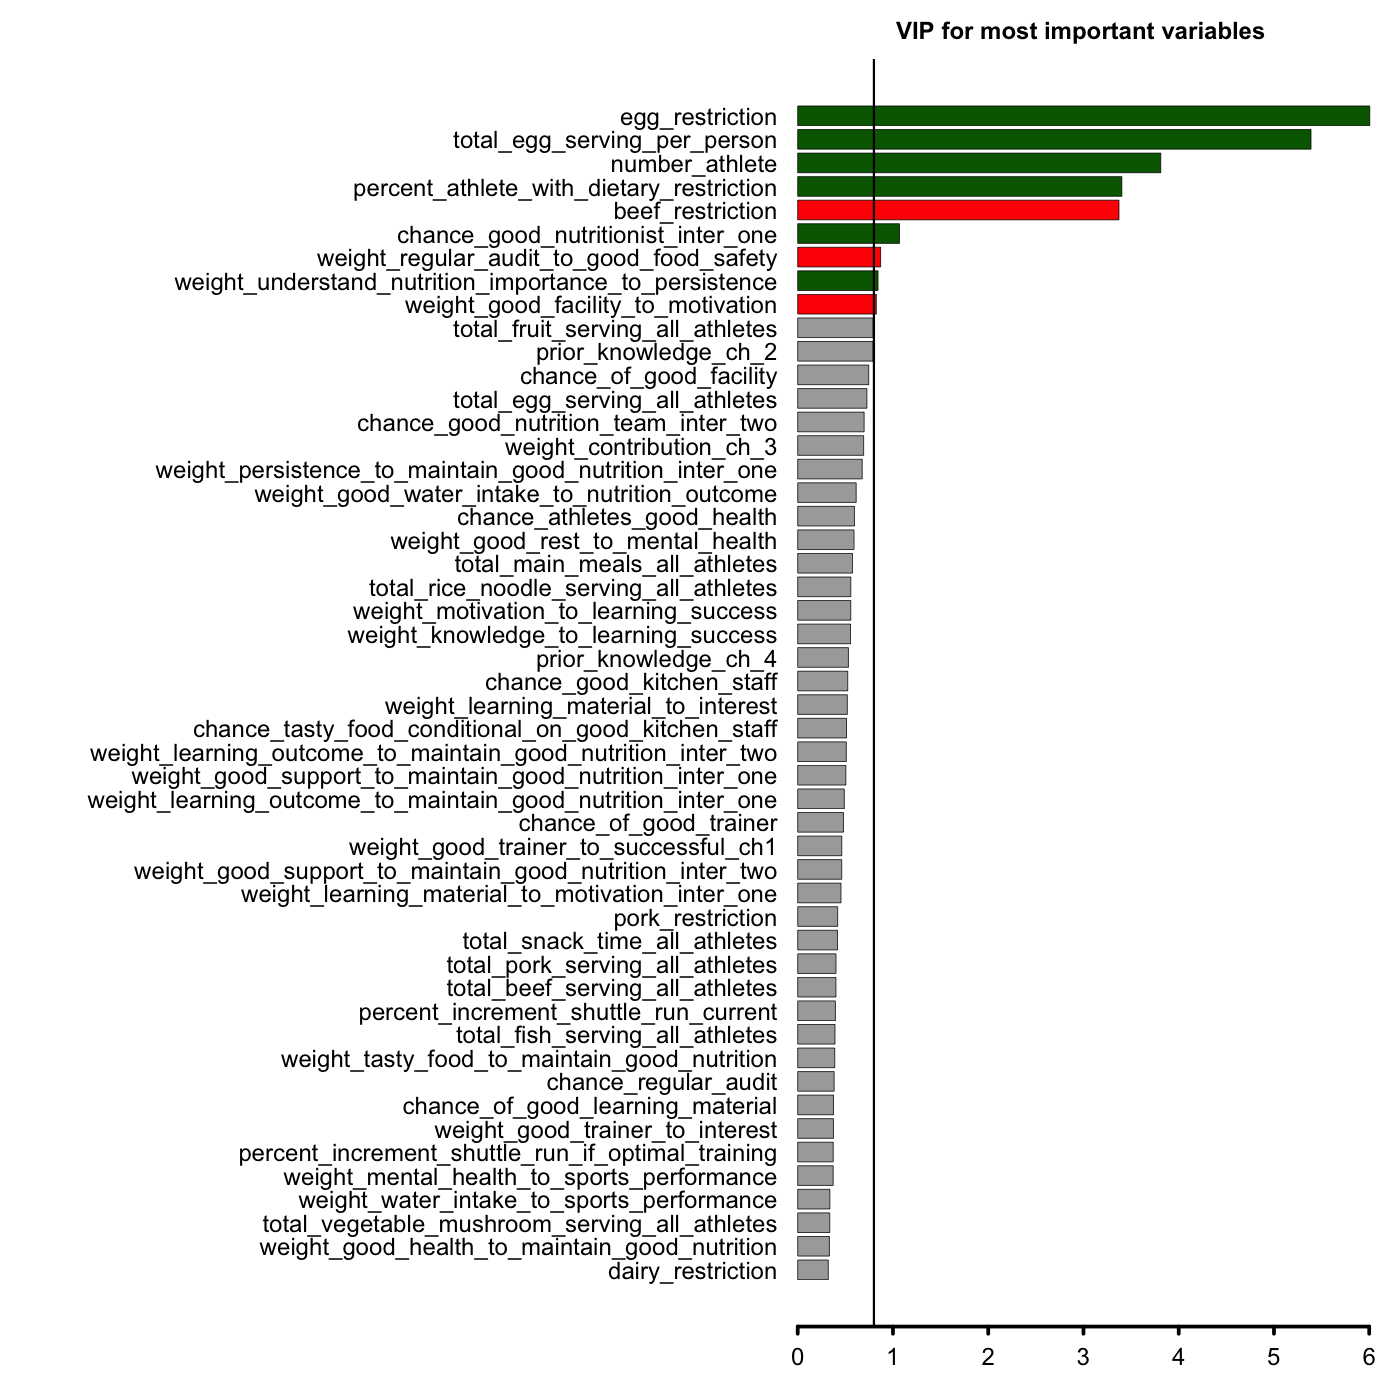 VIP for most important variables
egg_restriction
total_egg_serving_per_person
number_athlete
percent_athlete_with_dietary_restriction
beef_restriction
chance_good_nutritionist_inter_one
weight_regular_audit_to_good_food_safety
weight_understand_nutrition_importance_to_persistence
weight_good_facility_to_motivation
total_fruit_serving_all_athletes
prior_knowledge_ch_2
chance_of_good_facility
total_egg_serving_all_athletes
chance_good_nutrition_team_inter_two
weight_contribution_ch_3
weight_persistence_to_maintain_good_nutrition_inter_one
weight_good_water_intake_to_nutrition_outcome
chance_athletes_good_health
weight_good_rest_to_mental_health
total_main_meals_all_athletes
total_rice_noodle_serving_all_athletes
weight_motivation_to_learning_success
weight_knowledge_to_learning_success
prior_knowledge_ch_4
chance_good_kitchen_staff
weight_learning_material_to_interest
chance_tasty_food_conditional_on_good_kitchen_staff
weight_learning_outcome_to_maintain_good_nutrition_inter_two
weight_good_support_to_maintain_good_nutrition_inter_one
weight_learning_outcome_to_maintain_good_nutrition_inter_one
chance_of_good_trainer
weight_good_trainer_to_successful_ch1
weight_good_support_to_maintain_good_nutrition_inter_two
weight_learning_material_to_motivation_inter_one
pork_restriction
total_snack_time_all_athletes
total_pork_serving_all_athletes
total_beef_serving_all_athletes
percent_increment_shuttle_run_current
total_fish_serving_all_athletes
weight_tasty_food_to_maintain_good_nutrition
chance_regular_audit
chance_of_good_learning_material
weight_good_trainer_to_interest
percent_increment_shuttle_run_if_optimal_training
weight_mental_health_to_sports_performance
weight_water_intake_to_sports_performance
total_vegetable_mushroom_serving_all_athletes
weight_good_health_to_maintain_good_nutrition
dairy_restriction
0 1 2 3 4 5 6